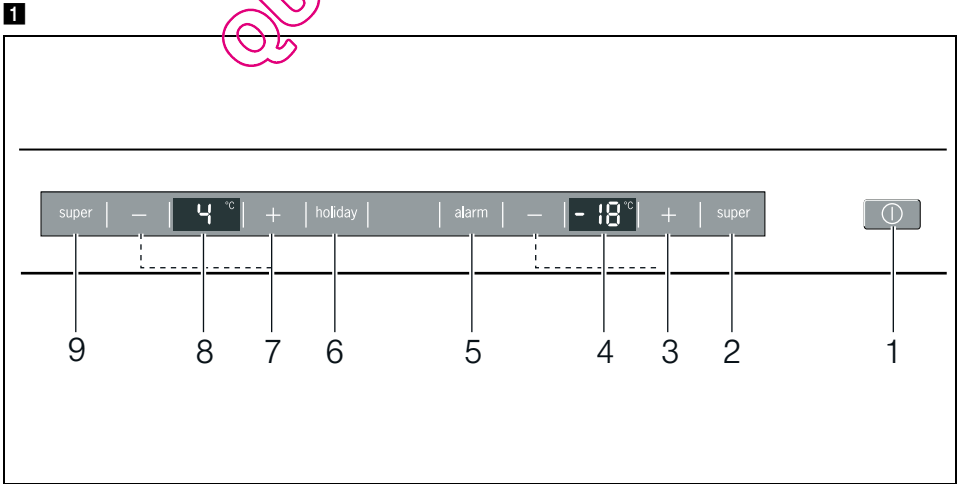 1
super | − | 4 °C | + | holiday | | alarm | − | -18 °C | + | super
9 8 7 6 5 4 3 2 1